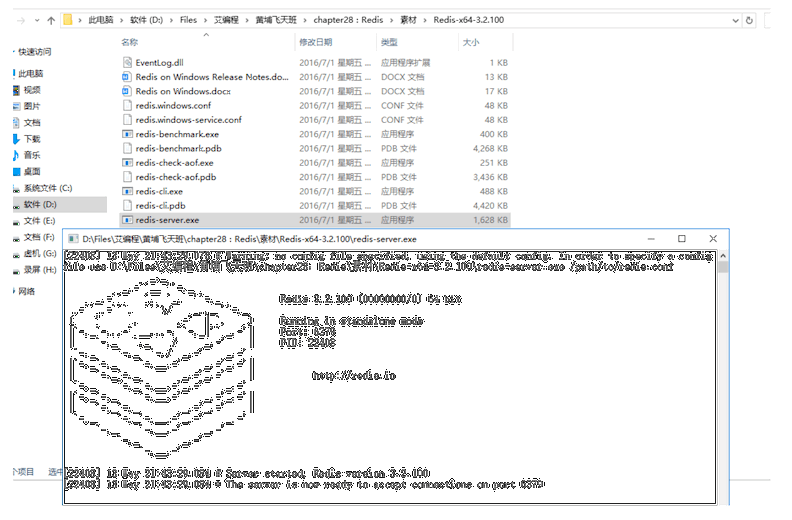 此电脑 > 软件 (D:) > Files > 艾编程 > 黄埔飞天班 > chapter28：Redis > 素材 > Redis-x64-3.2.100
名称 修改日期 类型 大小
快速访问
此电脑
视频
图片
文档
下载
音乐
桌面
系统文件 (C:)
软件 (D:)
文件 (E:)
文档 (F:)
虚机 (G:)
录屏 (H:)
网络
EventLog.dll 2016/7/1 星期五 ... 应用程序扩展 1 KB
Redis on Windows Release Notes.do... 2016/7/1 星期五 ... DOCX 文档 13 KB
Redis on Windows.docx 2016/7/1 星期五 ... DOCX 文档 17 KB
redis.windows.conf 2016/7/1 星期五 ... CONF 文件 48 KB
redis.windows-service.conf 2016/7/1 星期五 ... CONF 文件 48 KB
redis-benchmark.exe 2016/7/1 星期五 ... 应用程序 400 KB
redis-benchmark.pdb 2016/7/1 星期五 ... PDB 文件 4,268 KB
redis-check-aof.exe 2016/7/1 星期五 ... 应用程序 251 KB
redis-check-aof.pdb 2016/7/1 星期五 ... PDB 文件 3,436 KB
redis-cli.exe 2016/7/1 星期五 ... 应用程序 488 KB
redis-cli.pdb 2016/7/1 星期五 ... PDB 文件 4,420 KB
redis-server.exe 2016/7/1 星期五 ... 应用程序 1,628 KB
D:\Files\艾编程\黄埔飞天班\chapter28：Redis\素材\Redis-x64-3.2.100\redis-server.exe
Warning: no config file specified, using the default config. In order to specify a config
file use D:\Files\艾编程\黄埔飞天班\chapter28：Redis\素材\Redis-x64-3.2.100\redis-server.exe /path/to/redis.conf
Redis 3.2.100 (00000000/0) 64 bit
Running in standalone mode
Port: 6379
PID: 22408
http://redis.io
[22408] 18 May 21:43:29.084 # Server started, Redis version 3.2.100
[22408] 18 May 21:43:29.084 * The server is now ready to accept connections on port 6379
个项目 选中